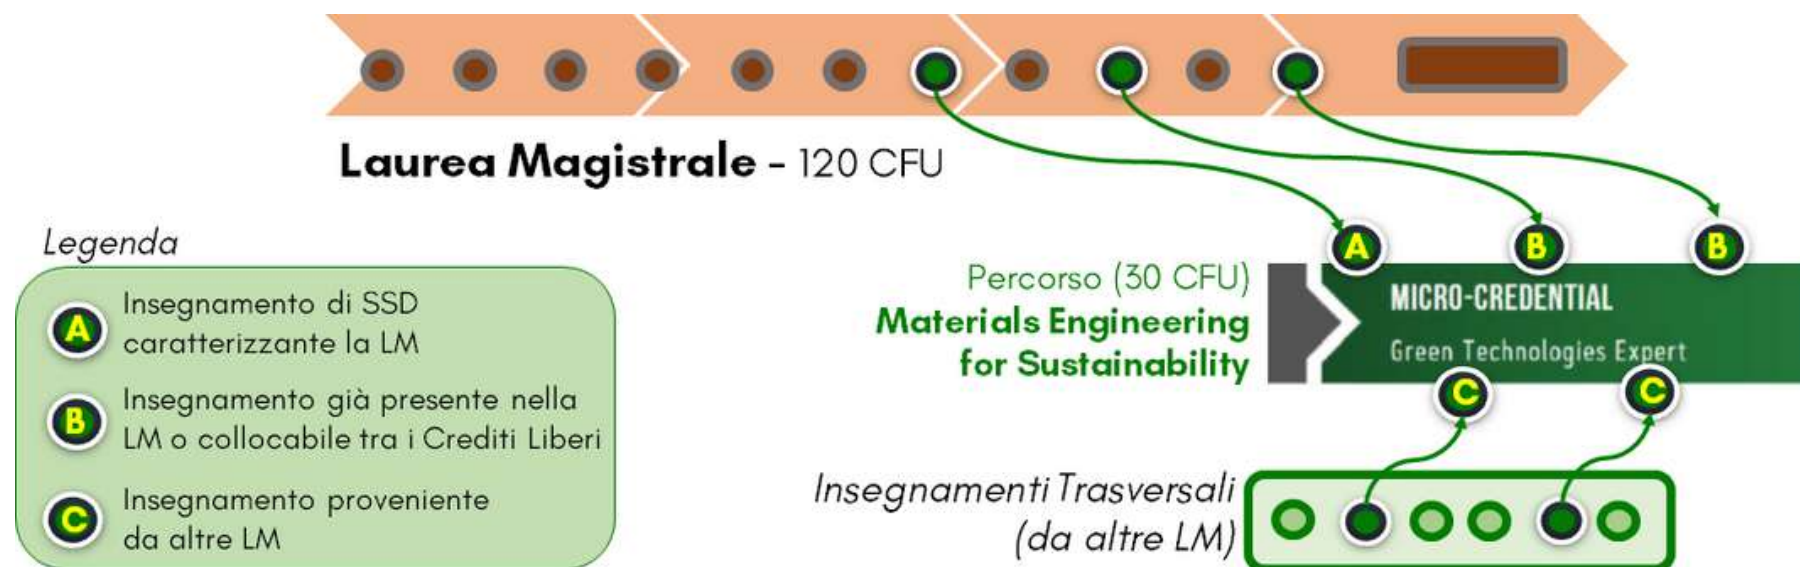 Laurea Magistrale - 120 CFU
Legenda
A
Insegnamento di SSD
caratterizzante la LM
B
Insegnamento già presente nella
LM o collocabile tra i Crediti Liberi
C
Insegnamento proveniente
da altre LM
A
B
B
Percorso (30 CFU)
Materials Engineering
for Sustainability
MICRO-CREDENTIAL
Green Technologies Expert
C
C
Insegnamenti Trasversali
(da altre LM)